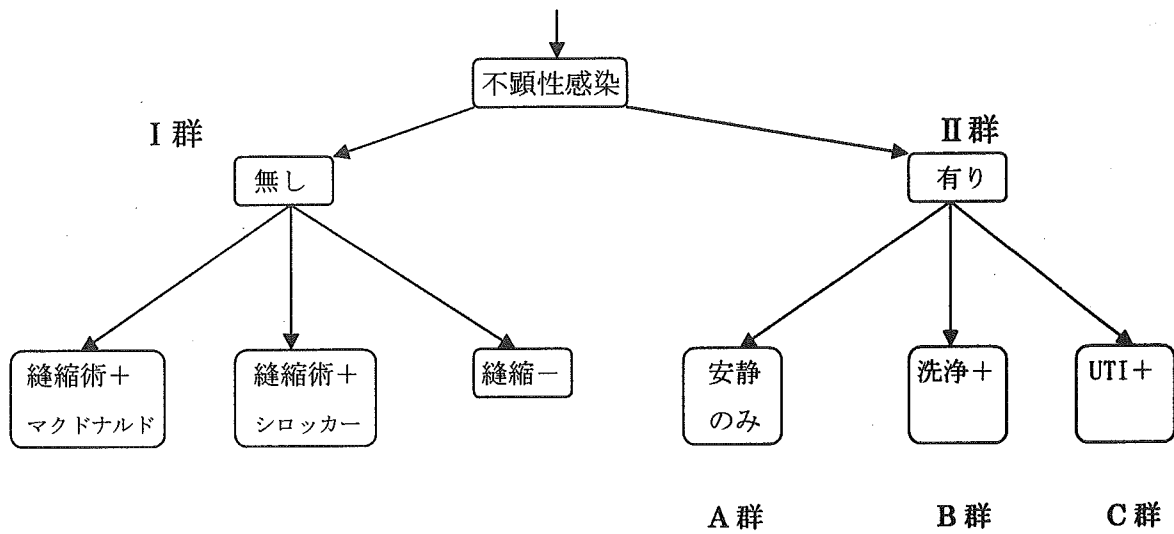 不顕性感染
I 群
II 群
無し
有り
縫縮術+
マクドナルド
縫縮術+
シロッカー
縫縮−
安静
のみ
洗浄+
UTI+
A 群
B 群
C 群